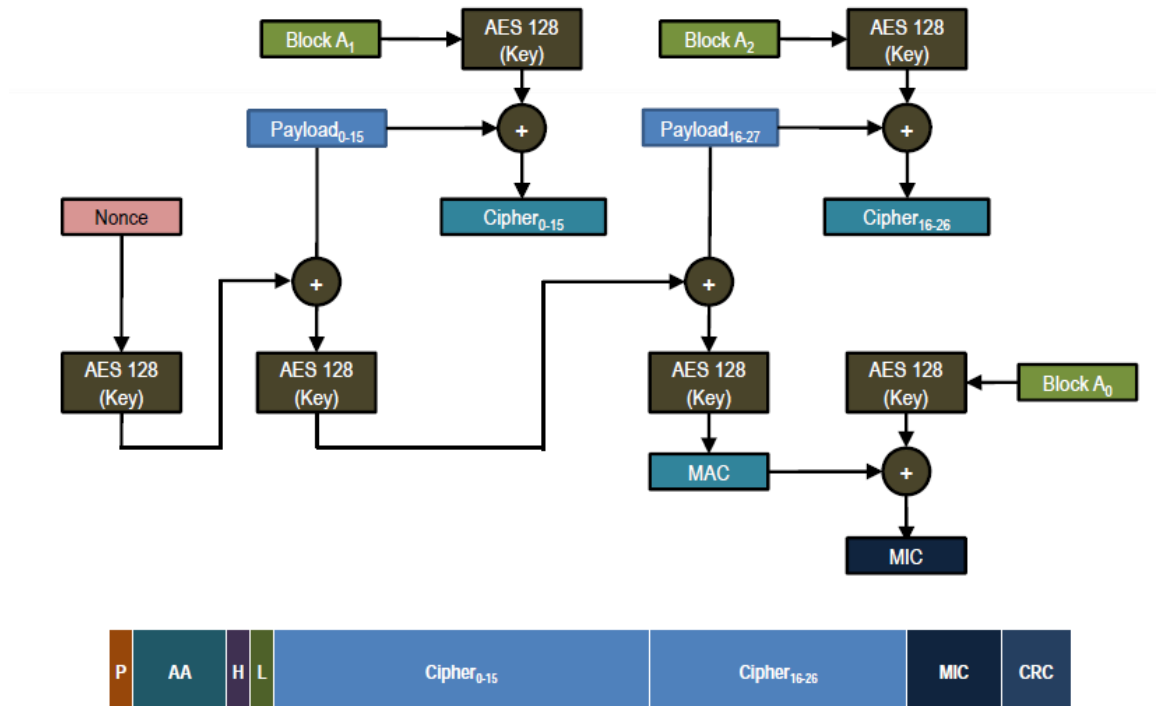 Block A₁
AES 128
(Key)
Block A₂
AES 128
(Key)
Payload₀₋₁₅
+
Payload₁₆₋₂₇
+
Nonce
Cipher₀₋₁₅
Cipher₁₆₋₂₆
+
+
AES 128
(Key)
AES 128
(Key)
AES 128
(Key)
AES 128
(Key)
Block A₀
MAC
+
MIC
P
AA
H
L
Cipher₀₋₁₅
Cipher₁₆₋₂₆
MIC
CRC